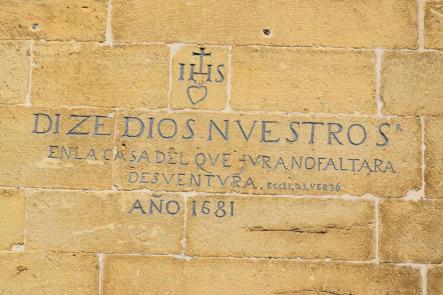 IHS
DIZE DIOS NVESTRO Sᴿ
EN LA CASA DEL QVE IVRA NO FALTARA
DESVENTVRA. ECCLI, 23, VER 36
AÑO 1681